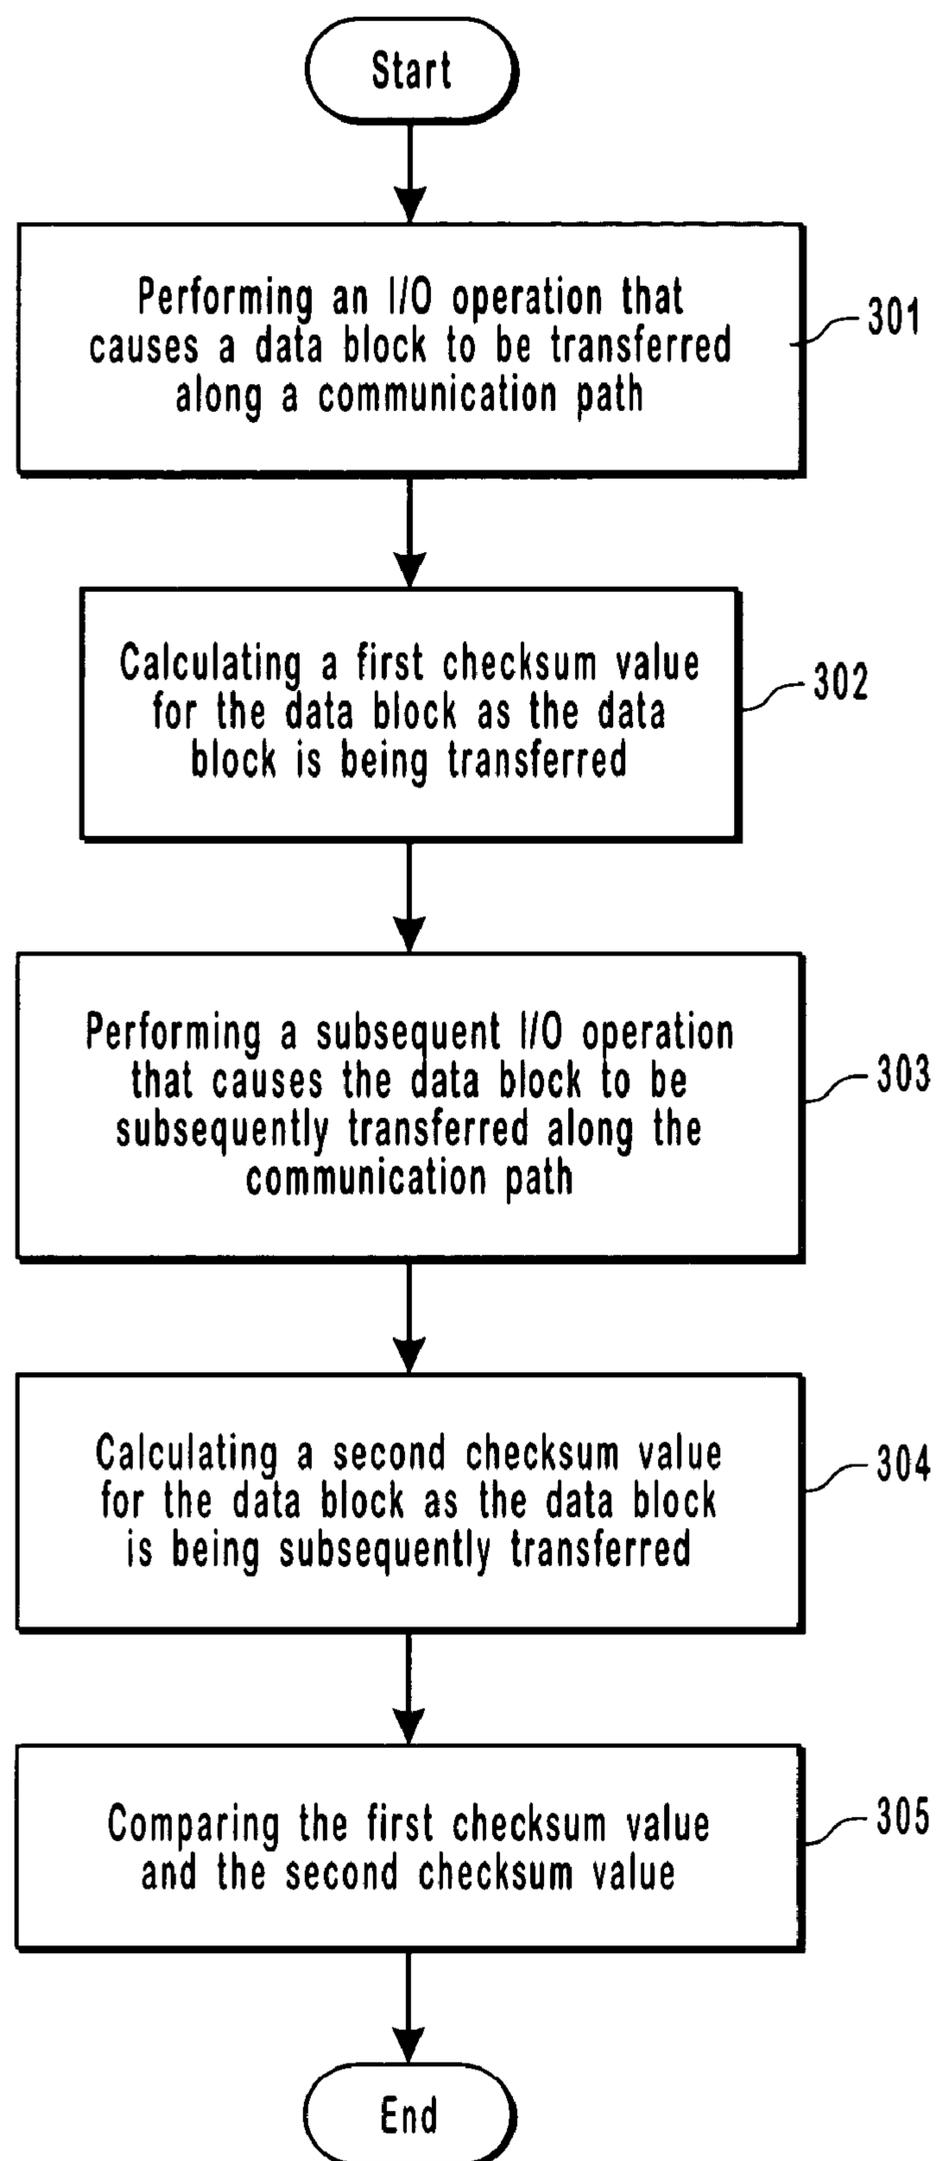 Start
Performing an I/O operation that
causes a data block to be transferred
along a communication path
301
Calculating a first checksum value
for the data block as the data
block is being transferred
302
Performing a subsequent I/O operation
that causes the data block to be
subsequently transferred along the
communication path
303
Calculating a second checksum value
for the data block as the data block
is being subsequently transferred
304
Comparing the first checksum value
and the second checksum value
305
End